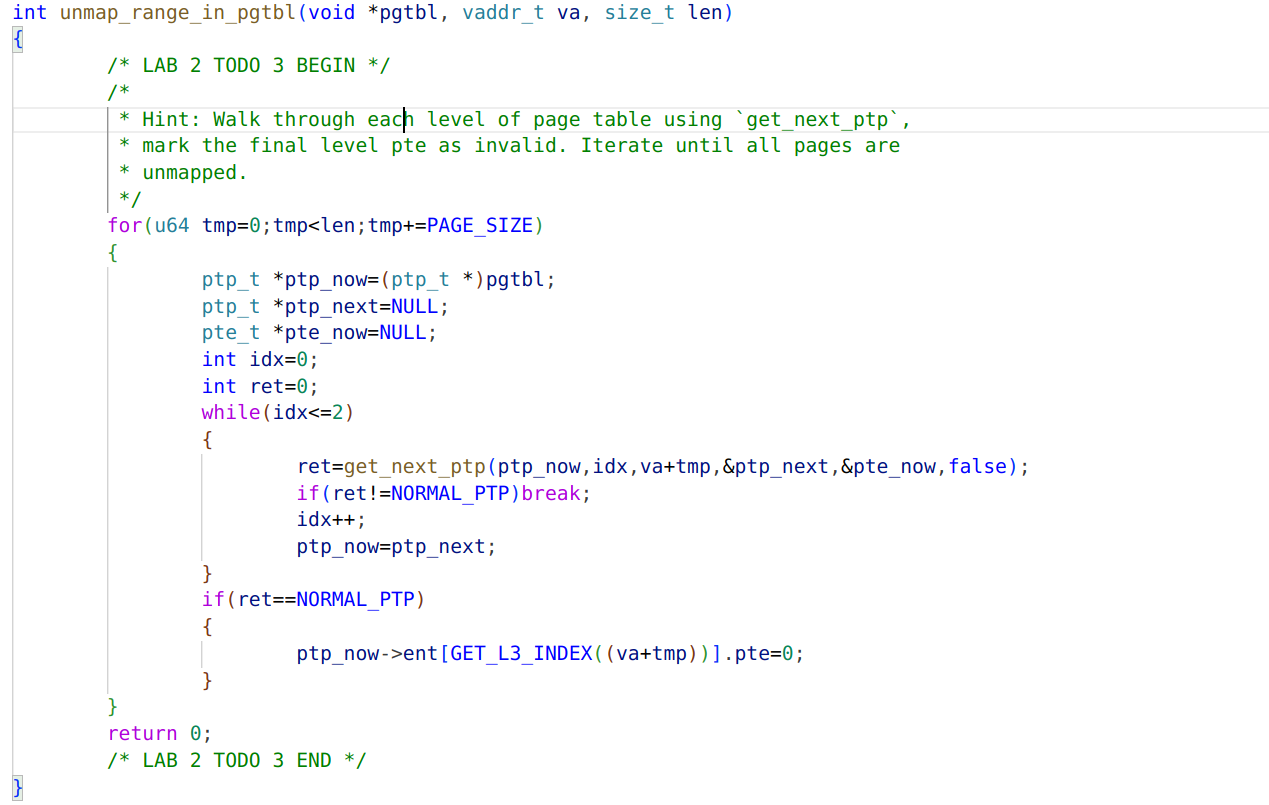 int unmap_range_in_pgtbl(void *pgtbl, vaddr_t va, size_t len)
{
        /* LAB 2 TODO 3 BEGIN */
        /*
         * Hint: Walk through each level of page table using `get_next_ptp`,
         * mark the final level pte as invalid. Iterate until all pages are
         * unmapped.
         */
        for(u64 tmp=0;tmp<len;tmp+=PAGE_SIZE)
        {
                ptp_t *ptp_now=(ptp_t *)pgtbl;
                ptp_t *ptp_next=NULL;
                pte_t *pte_now=NULL;
                int idx=0;
                int ret=0;
                while(idx<=2)
                {
                        ret=get_next_ptp(ptp_now,idx,va+tmp,&ptp_next,&pte_now,false);
                        if(ret!=NORMAL_PTP)break;
                        idx++;
                        ptp_now=ptp_next;
                }
                if(ret==NORMAL_PTP)
                {
                        ptp_now->ent[GET_L3_INDEX((va+tmp))].pte=0;
                }
        }
        return 0;
        /* LAB 2 TODO 3 END */
}